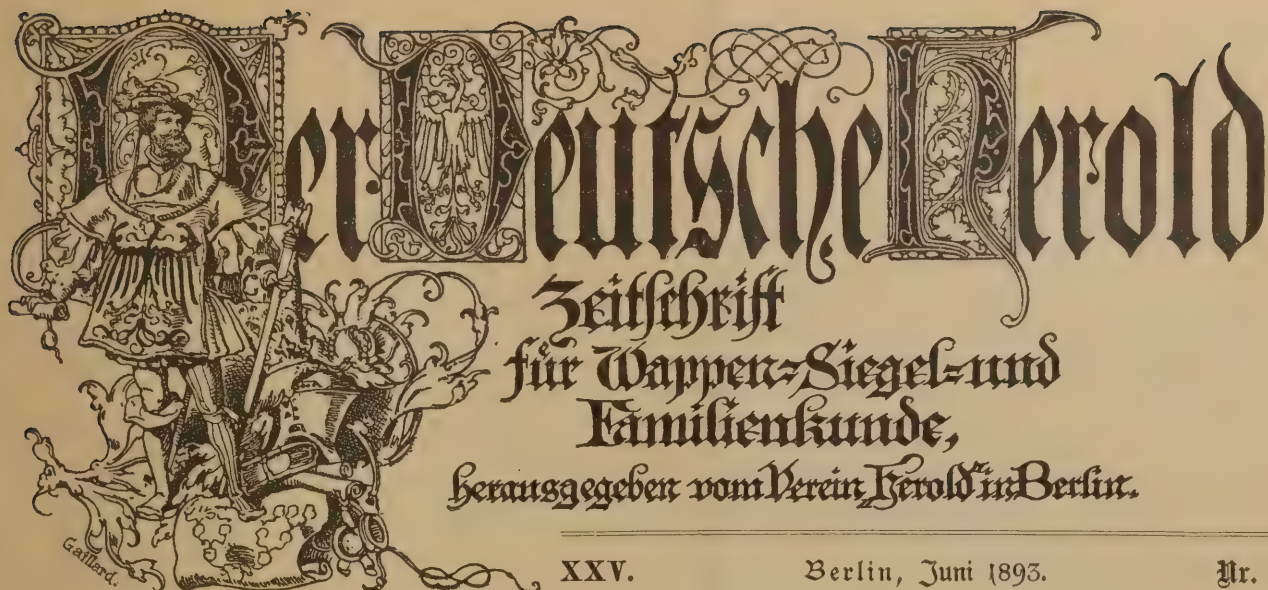 Der Deutsche Herold
Zeitschrift
für Wappen-Siegel-und
Familienkunde,
herausgegeben vom Verein „Herold" in Berlin.
Gaillard.
XXV. Berlin, Juni 1893. Nr.